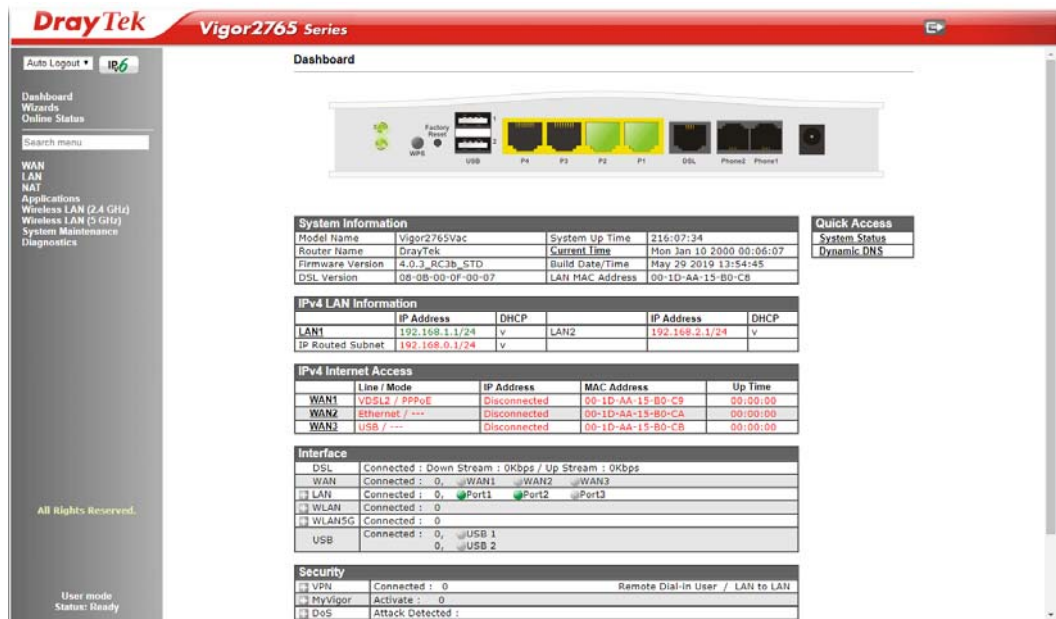 DrayTek
Vigor2765 Series
Auto Logout
IPv6
Dashboard
Wizards
Online Status
Search menu
WAN
LAN
NAT
Applications
Wireless LAN (2.4 GHz)
Wireless LAN (5 GHz)
System Maintenance
Diagnostics
All Rights Reserved.
User mode
Status: Ready
Dashboard
Factory
Reset
WPS
1
2
USB P4 P3 P2 P1 DSL Phone2 Phone1
System Information
Model Name Vigor2765Vac System Up Time 216:07:34
Router Name DrayTek Current Time Mon Jan 10 2000 00:06:07
Firmware Version 4.0.3_RC3b_STD Build Date/Time May 29 2019 13:54:45
DSL Version 08-0B-00-0F-00-07 LAN MAC Address 00-1D-AA-15-B0-C8
Quick Access
System Status
Dynamic DNS
IPv4 LAN Information
IP Address DHCP IP Address DHCP
LAN1 192.168.1.1/24 v LAN2 192.168.2.1/24 v
IP Routed Subnet 192.168.0.1/24 v
IPv4 Internet Access
Line / Mode IP Address MAC Address Up Time
WAN1 VDSL2 / PPPoE Disconnected 00-1D-AA-15-B0-C9 00:00:00
WAN2 Ethernet / --- Disconnected 00-1D-AA-15-B0-CA 00:00:00
WAN3 USB / --- Disconnected 00-1D-AA-15-B0-CB 00:00:00
Interface
DSL Connected : Down Stream : 0Kbps / Up Stream : 0Kbps
WAN Connected : 0, WAN1 WAN2 WAN3
LAN Connected : 0, Port1 Port2 Port3
WLAN Connected : 0
WLAN5G Connected : 0
USB Connected : 0, USB 1
0, USB 2
Security
VPN Connected : 0 Remote Dial-in User / LAN to LAN
MyVigor Activate : 0
DoS Attack Detected :